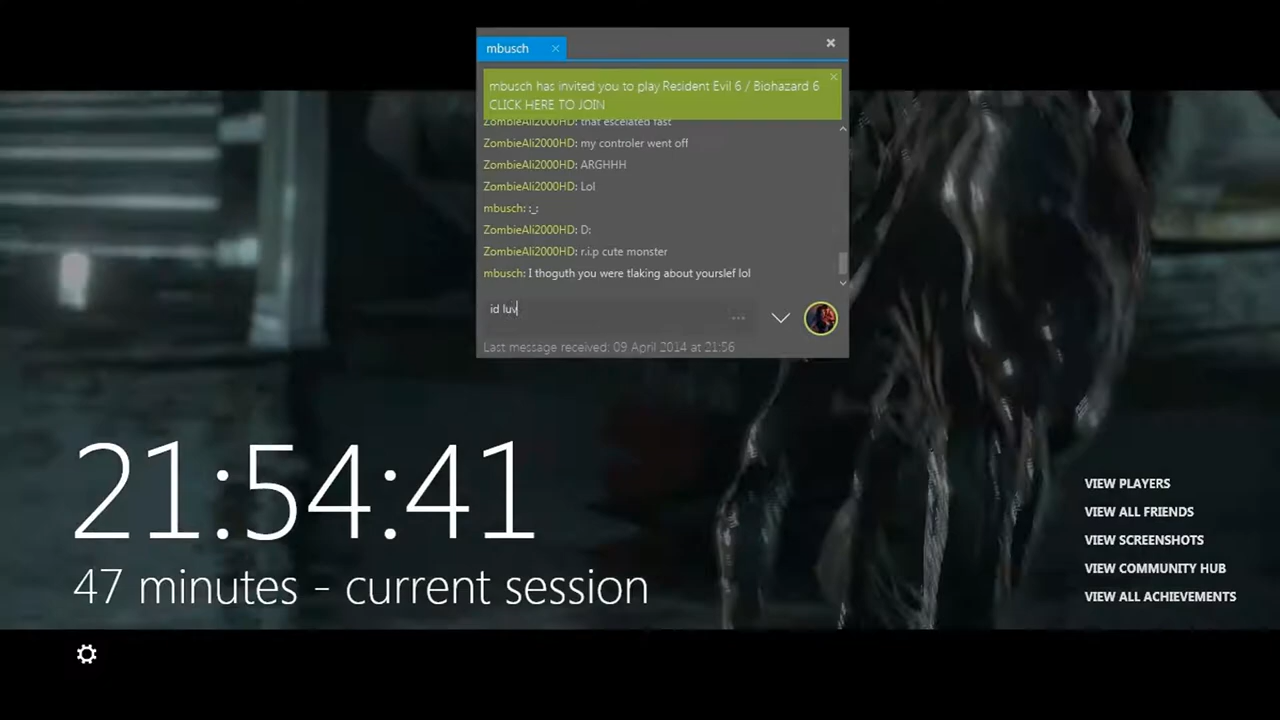 mbusch
mbusch has invited you to play Resident Evil 6 / Biohazard 6
CLICK HERE TO JOIN
ZombieAli2000HD: that escelated fast
ZombieAli2000HD: my controler went off
ZombieAli2000HD: ARGHHH
ZombieAli2000HD: Lol
mbusch: :_:
ZombieAli2000HD: D:
ZombieAli2000HD: r.i.p cute monster
mbusch: I thoguth you were tlaking about yourslef lol
id luv
Last message received: 09 April 2014 at 21:56
21:54:41
47 minutes - current session
VIEW PLAYERS
VIEW ALL FRIENDS
VIEW SCREENSHOTS
VIEW COMMUNITY HUB
VIEW ALL ACHIEVEMENTS